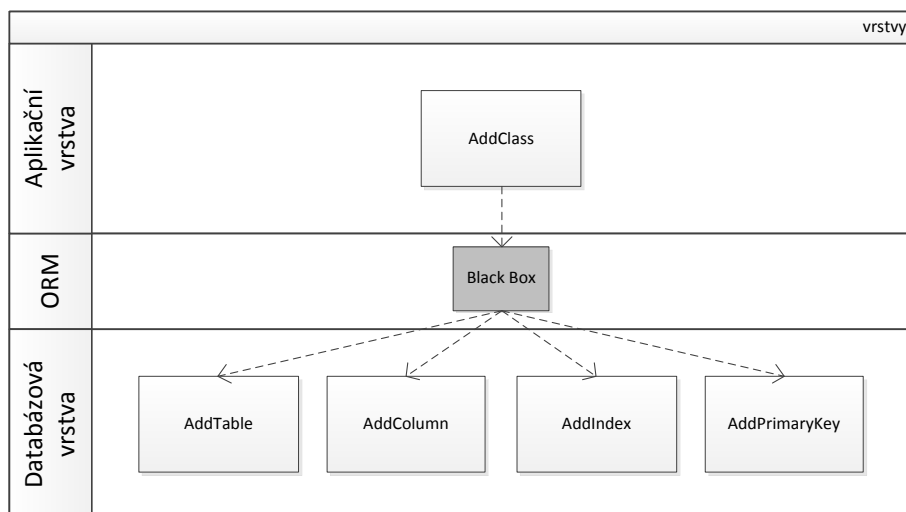 vrstvy
Aplikační
vrstva
AddClass
ORM
Black Box
Databázová
vrstva
AddTable
AddColumn
AddIndex
AddPrimaryKey